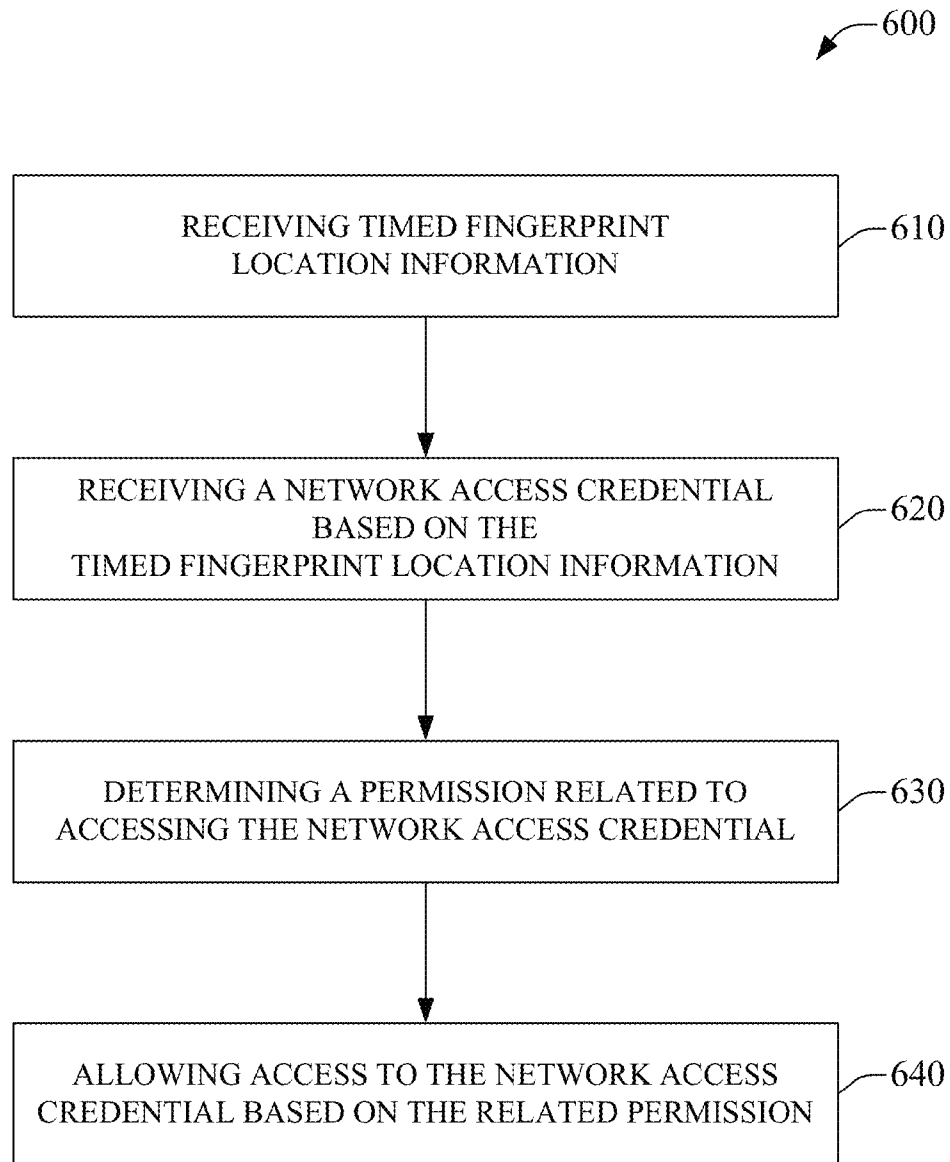 600
RECEIVING TIMED FINGERPRINT
LOCATION INFORMATION
610
RECEIVING A NETWORK ACCESS CREDENTIAL
BASED ON THE
TIMED FINGERPRINT LOCATION INFORMATION
620
DETERMINING A PERMISSION RELATED TO
ACCESSING THE NETWORK ACCESS CREDENTIAL
630
ALLOWING ACCESS TO THE NETWORK ACCESS
CREDENTIAL BASED ON THE RELATED PERMISSION
640